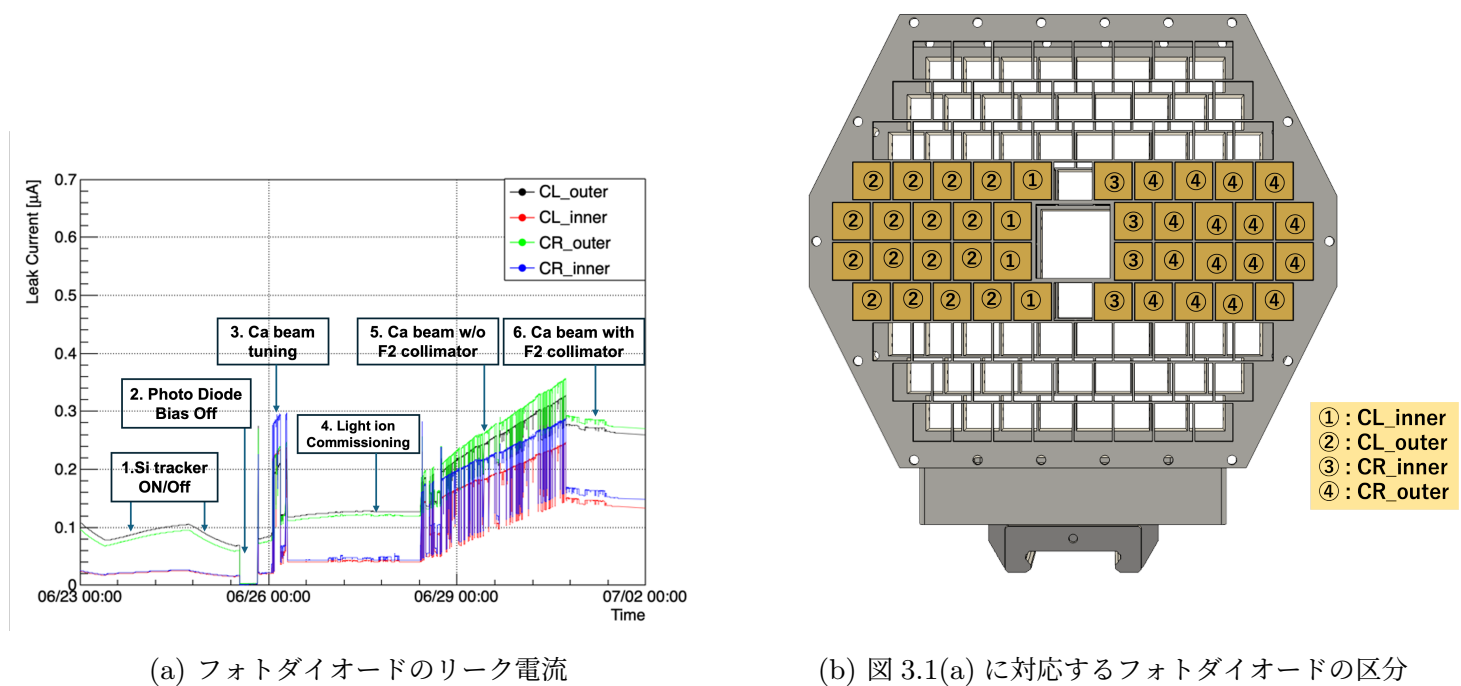 0.7
0.6
0.5
0.4
0.3
0.2
0.1
0
Leak Current [μA]
CL_outer
CL_inner
CR_outer
CR_inner
3. Ca beam
tuning
5. Ca beam w/o
F2 collimator
6. Ca beam with
F2 collimator
2. Photo Diode
Bias Off
4. Light ion
Commissioning
1.Si tracker
ON/Off
06/23 00:00 06/26 00:00 06/29 00:00 07/02 00:00
Time
(a) フォトダイオードのリーク電流
② ② ② ② ① ③ ④ ④ ④ ④
② ② ② ② ① ③ ④ ④ ④ ④
② ② ② ② ① ③ ④ ④ ④ ④
② ② ② ② ① ③ ④ ④ ④ ④
① : CL_inner
② : CL_outer
③ : CR_inner
④ : CR_outer
(b) 図 3.1(a) に対応するフォトダイオードの区分